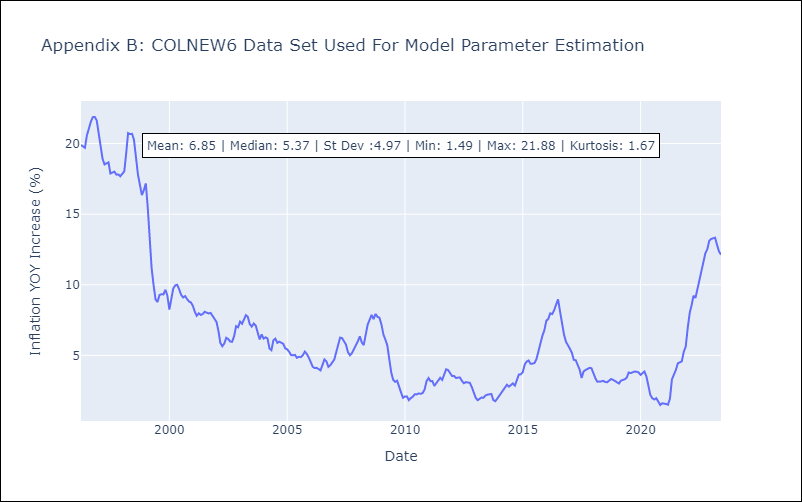 Appendix B: COLNEW6 Data Set Used For Model Parameter Estimation
Mean: 6.85 | Median: 5.37 | St Dev :4.97 | Min: 1.49 | Max: 21.88 | Kurtosis: 1.67
Inflation YOY Increase (%)
20
15
10
5
2000
2005
2010
2015
2020
Date